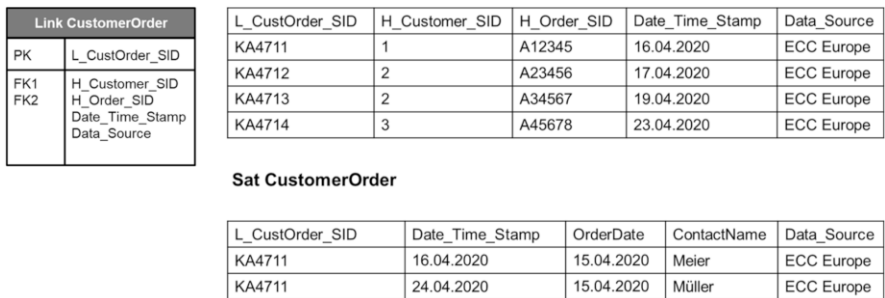 Link CustomerOrder
PK L_CustOrder_SID
FK1 H_Customer_SID
FK2 H_Order_SID
Date_Time_Stamp
Data_Source
L_CustOrder_SID H_Customer_SID H_Order_SID Date_Time_Stamp Data_Source
KA4711 1 A12345 16.04.2020 ECC Europe
KA4712 2 A23456 17.04.2020 ECC Europe
KA4713 2 A34567 19.04.2020 ECC Europe
KA4714 3 A45678 23.04.2020 ECC Europe
Sat CustomerOrder
L_CustOrder_SID Date_Time_Stamp OrderDate ContactName Data_Source
KA4711 16.04.2020 15.04.2020 Meier ECC Europe
KA4711 24.04.2020 15.04.2020 Müller ECC Europe